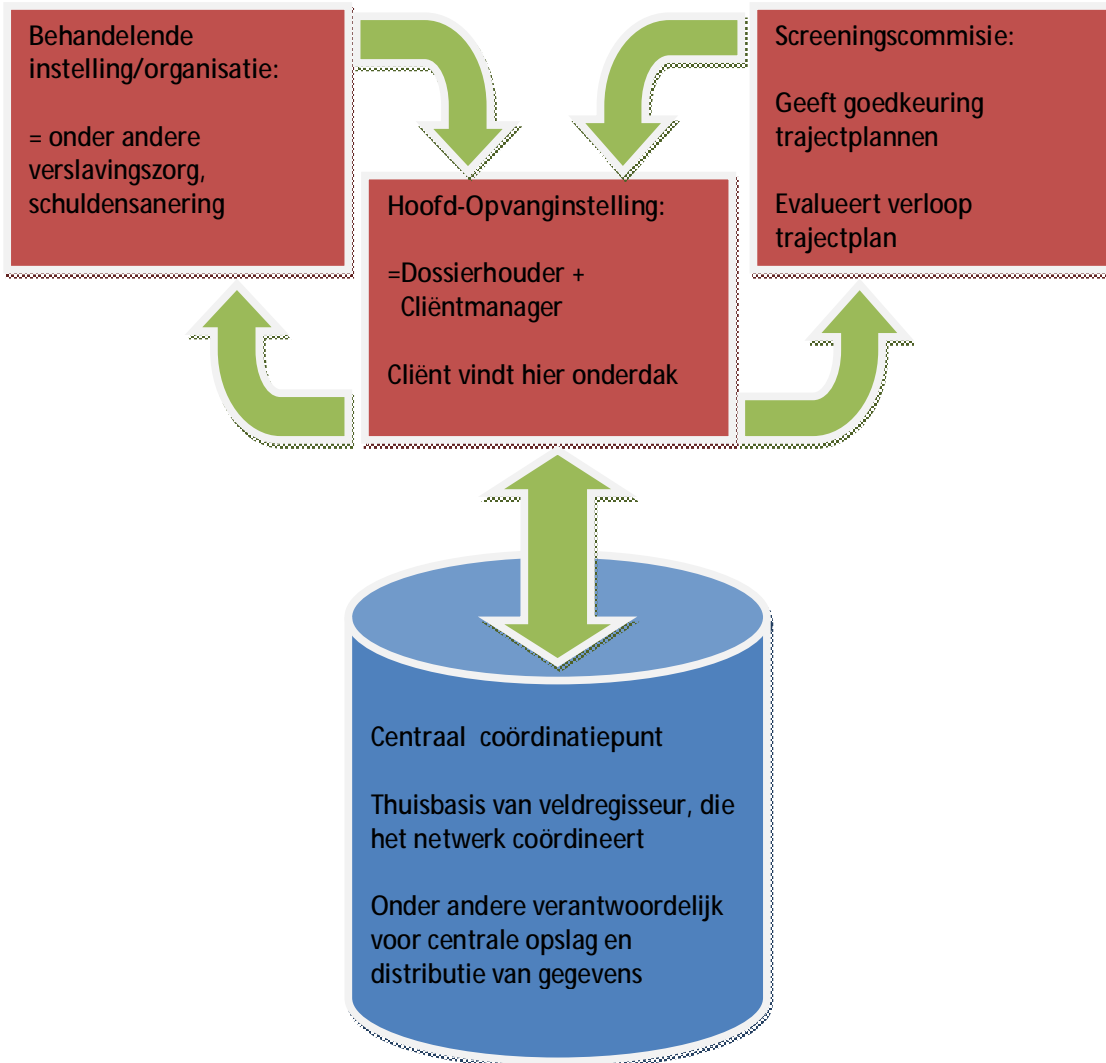 Behandelende
instelling/organisatie:
= onder andere
verslavingszorg,
schuldensanering
Hoofd-Opvanginstelling:
=Dossierhouder +
Cliëntmanager
Cliënt vindt hier onderdak
Screeningscommisie:
Geeft goedkeuring
trajectplannen
Evalueert verloop
trajectplan
Centraal coördinatiepunt
Thuisbasis van veldregisseur, die
het netwerk coördineert
Onder andere verantwoordelijk
voor centrale opslag en
distributie van gegevens